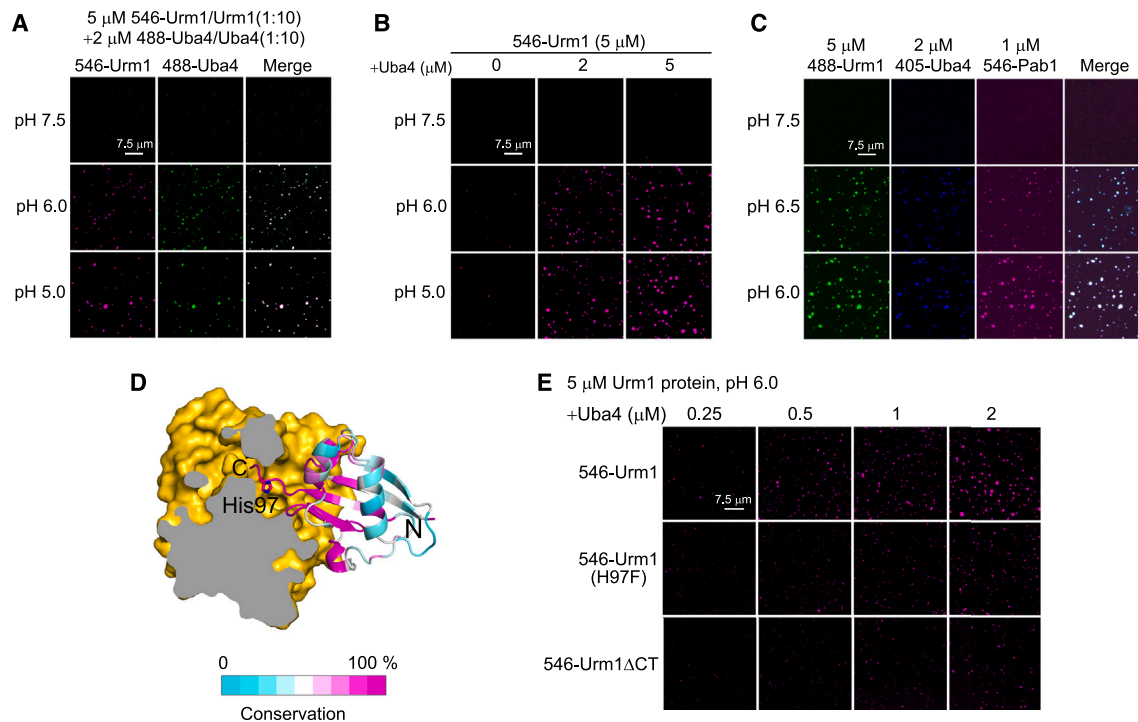 A
5 μM 546-Urm1/Urm1(1:10)
+2 μM 488-Uba4/Uba4(1:10)
546-Urm1 488-Uba4 Merge
pH 7.5
7.5 μm
pH 6.0
pH 5.0
B
546-Urm1 (5 μM)
+Uba4 (μM) 0 2 5
pH 7.5
7.5 μm
pH 6.0
pH 5.0
C
5 μM 2 μM 1 μM
488-Urm1 405-Uba4 546-Pab1 Merge
pH 7.5
7.5 μm
pH 6.5
pH 6.0
D
C
His97
N
0 100 %
Conservation
E 5 μM Urm1 protein, pH 6.0
+Uba4 (μM) 0.25 0.5 1 2
546-Urm1
7.5 μm
546-Urm1
(H97F)
546-Urm1ΔCT